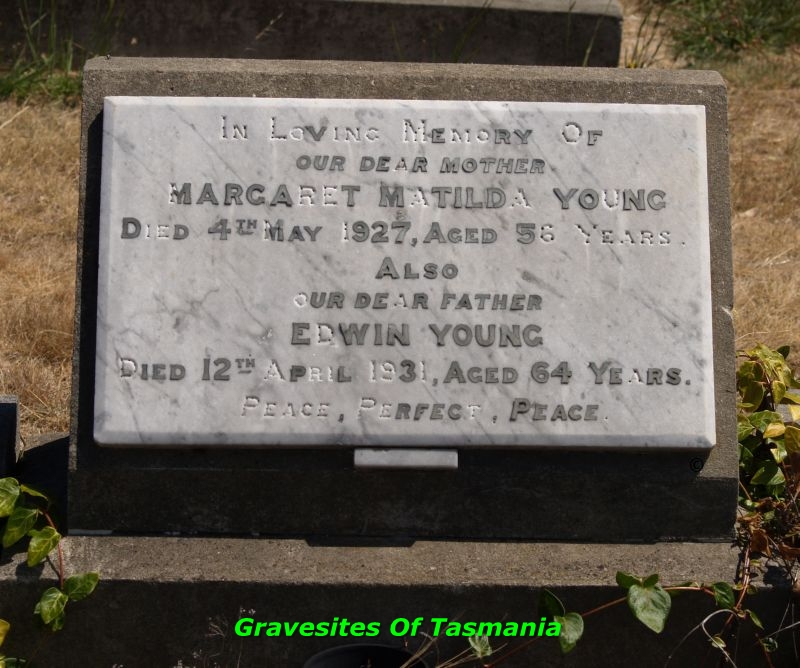 In Loving Memory Of
OUR DEAR MOTHER
MARGARET MATILDA YOUNG
Died 4th May 1927, Aged 56 Years.
Also
OUR DEAR FATHER
EDWIN YOUNG
Died 12th April 1931, Aged 64 Years.
Peace, Perfect, Peace.
©
Gravesites Of Tasmania